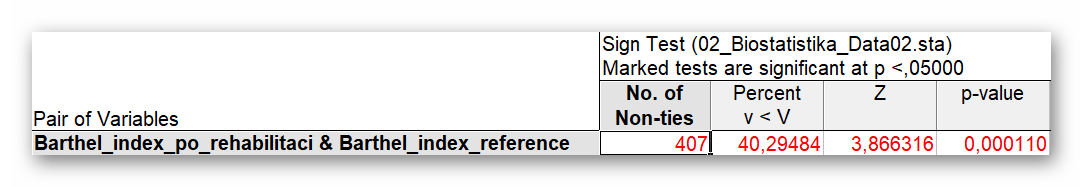 Sign Test (02_Biostatistika_Data02.sta)
Marked tests are significant at p <,05000
Pair of Variables No. of Non-ties Percent v < V Z p-value
Barthel_index_po_rehabilitaci & Barthel_index_reference 407 40,29484 3,866316 0,000110